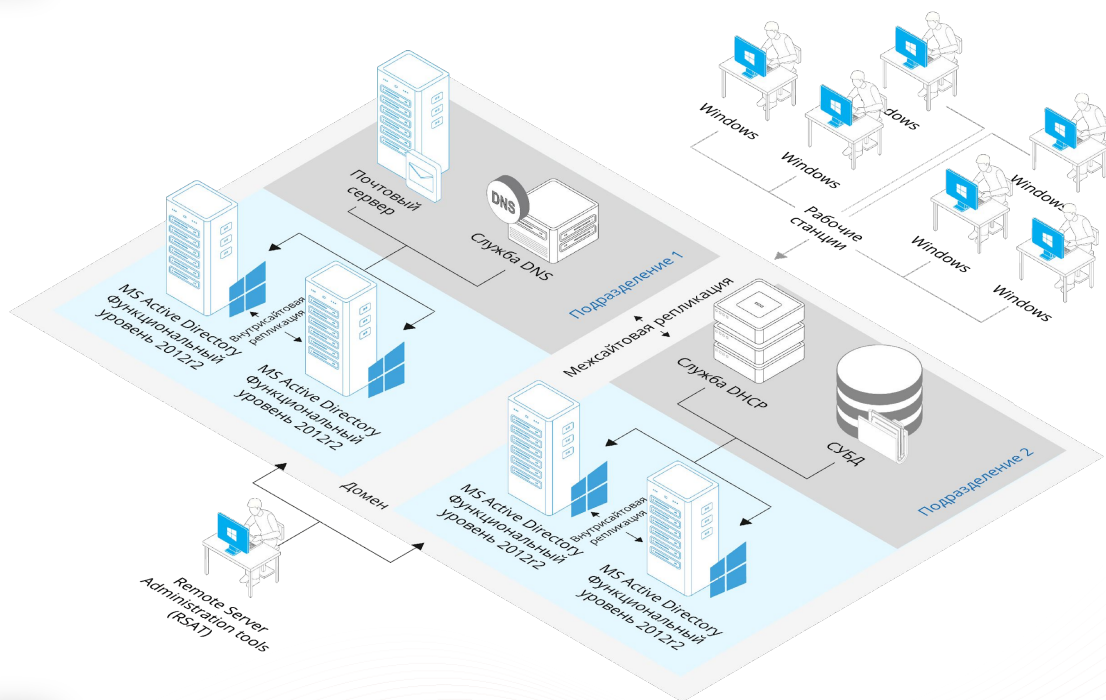 Windows
Windows
dows
Windows
Windows
Windows
Рабочие
станции
Почтовый
сервер
DNS
Служба DNS
Подразделение 1
MS Active Directory
Функциональный
уровень 2012r2
Внутрисайтовая
репликация
MS Active Directory
Функциональный
уровень 2012r2
Межсайтовая репликация
Служба DHCP
СУБД
Подразделение 2
MS Active Directory
Функциональный
уровень 2012r2
Внутрисайтовая
репликация
MS Active Directory
Функциональный
уровень 2012r2
Домен
Remote Server
Administration tools
(RSAT)